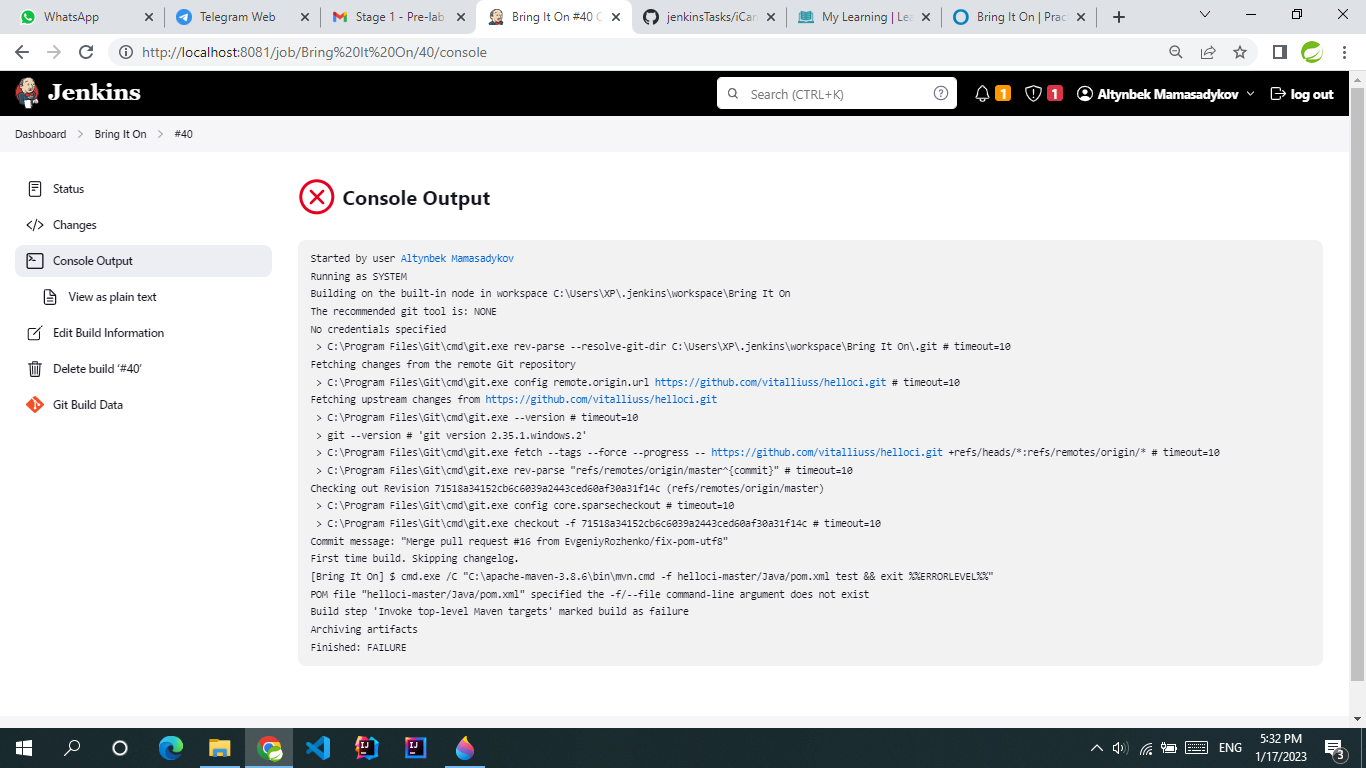 WhatsApp
Telegram Web
Stage 1 - Pre-lab
Bring It On #40 C
jenkinsTasks/iCan
My Learning | Lea
Bring It On | Prac
http://localhost:8081/job/Bring%20It%20On/40/console
Jenkins
Search (CTRL+K)
1
1
Altynbek Mamasadykov
log out
Dashboard
Bring It On
#40
Status
Changes
Console Output
View as plain text
Edit Build Information
Delete build '#40'
Git Build Data
Console Output
Started by user Altynbek Mamasadykov
Running as SYSTEM
Building on the built-in node in workspace C:\Users\XP\.jenkins\workspace\Bring It On
The recommended git tool is: NONE
No credentials specified
> C:\Program Files\Git\cmd\git.exe rev-parse --resolve-git-dir C:\Users\XP\.jenkins\workspace\Bring It On\.git # timeout=10
Fetching changes from the remote Git repository
> C:\Program Files\Git\cmd\git.exe config remote.origin.url https://github.com/vitalliuss/helloci.git # timeout=10
Fetching upstream changes from https://github.com/vitalliuss/helloci.git
> C:\Program Files\Git\cmd\git.exe --version # timeout=10
> git --version # 'git version 2.35.1.windows.2'
> C:\Program Files\Git\cmd\git.exe fetch --tags --force --progress -- https://github.com/vitalliuss/helloci.git +refs/heads/*:refs/remotes/origin/* # timeout=10
> C:\Program Files\Git\cmd\git.exe rev-parse "refs/remotes/origin/master^{commit}" # timeout=10
Checking out Revision 71518a34152cb6c6039a2443ced60af30a31f14c (refs/remotes/origin/master)
> C:\Program Files\Git\cmd\git.exe config core.sparsecheckout # timeout=10
> C:\Program Files\Git\cmd\git.exe checkout -f 71518a34152cb6c6039a2443ced60af30a31f14c # timeout=10
Commit message: "Merge pull request #16 from EvgeniyRozhenko/fix-pom-utf8"
First time build. Skipping changelog.
[Bring It On] $ cmd.exe /C "C:\apache-maven-3.8.6\bin\mvn.cmd -f helloci-master/Java/pom.xml test && exit %%ERRORLEVEL%%"
POM file "helloci-master/Java/pom.xml" specified the -f/--file command-line argument does not exist
Build step 'Invoke top-level Maven targets' marked build as failure
Archiving artifacts
Finished: FAILURE
ENG
5:32 PM
1/17/2023
3